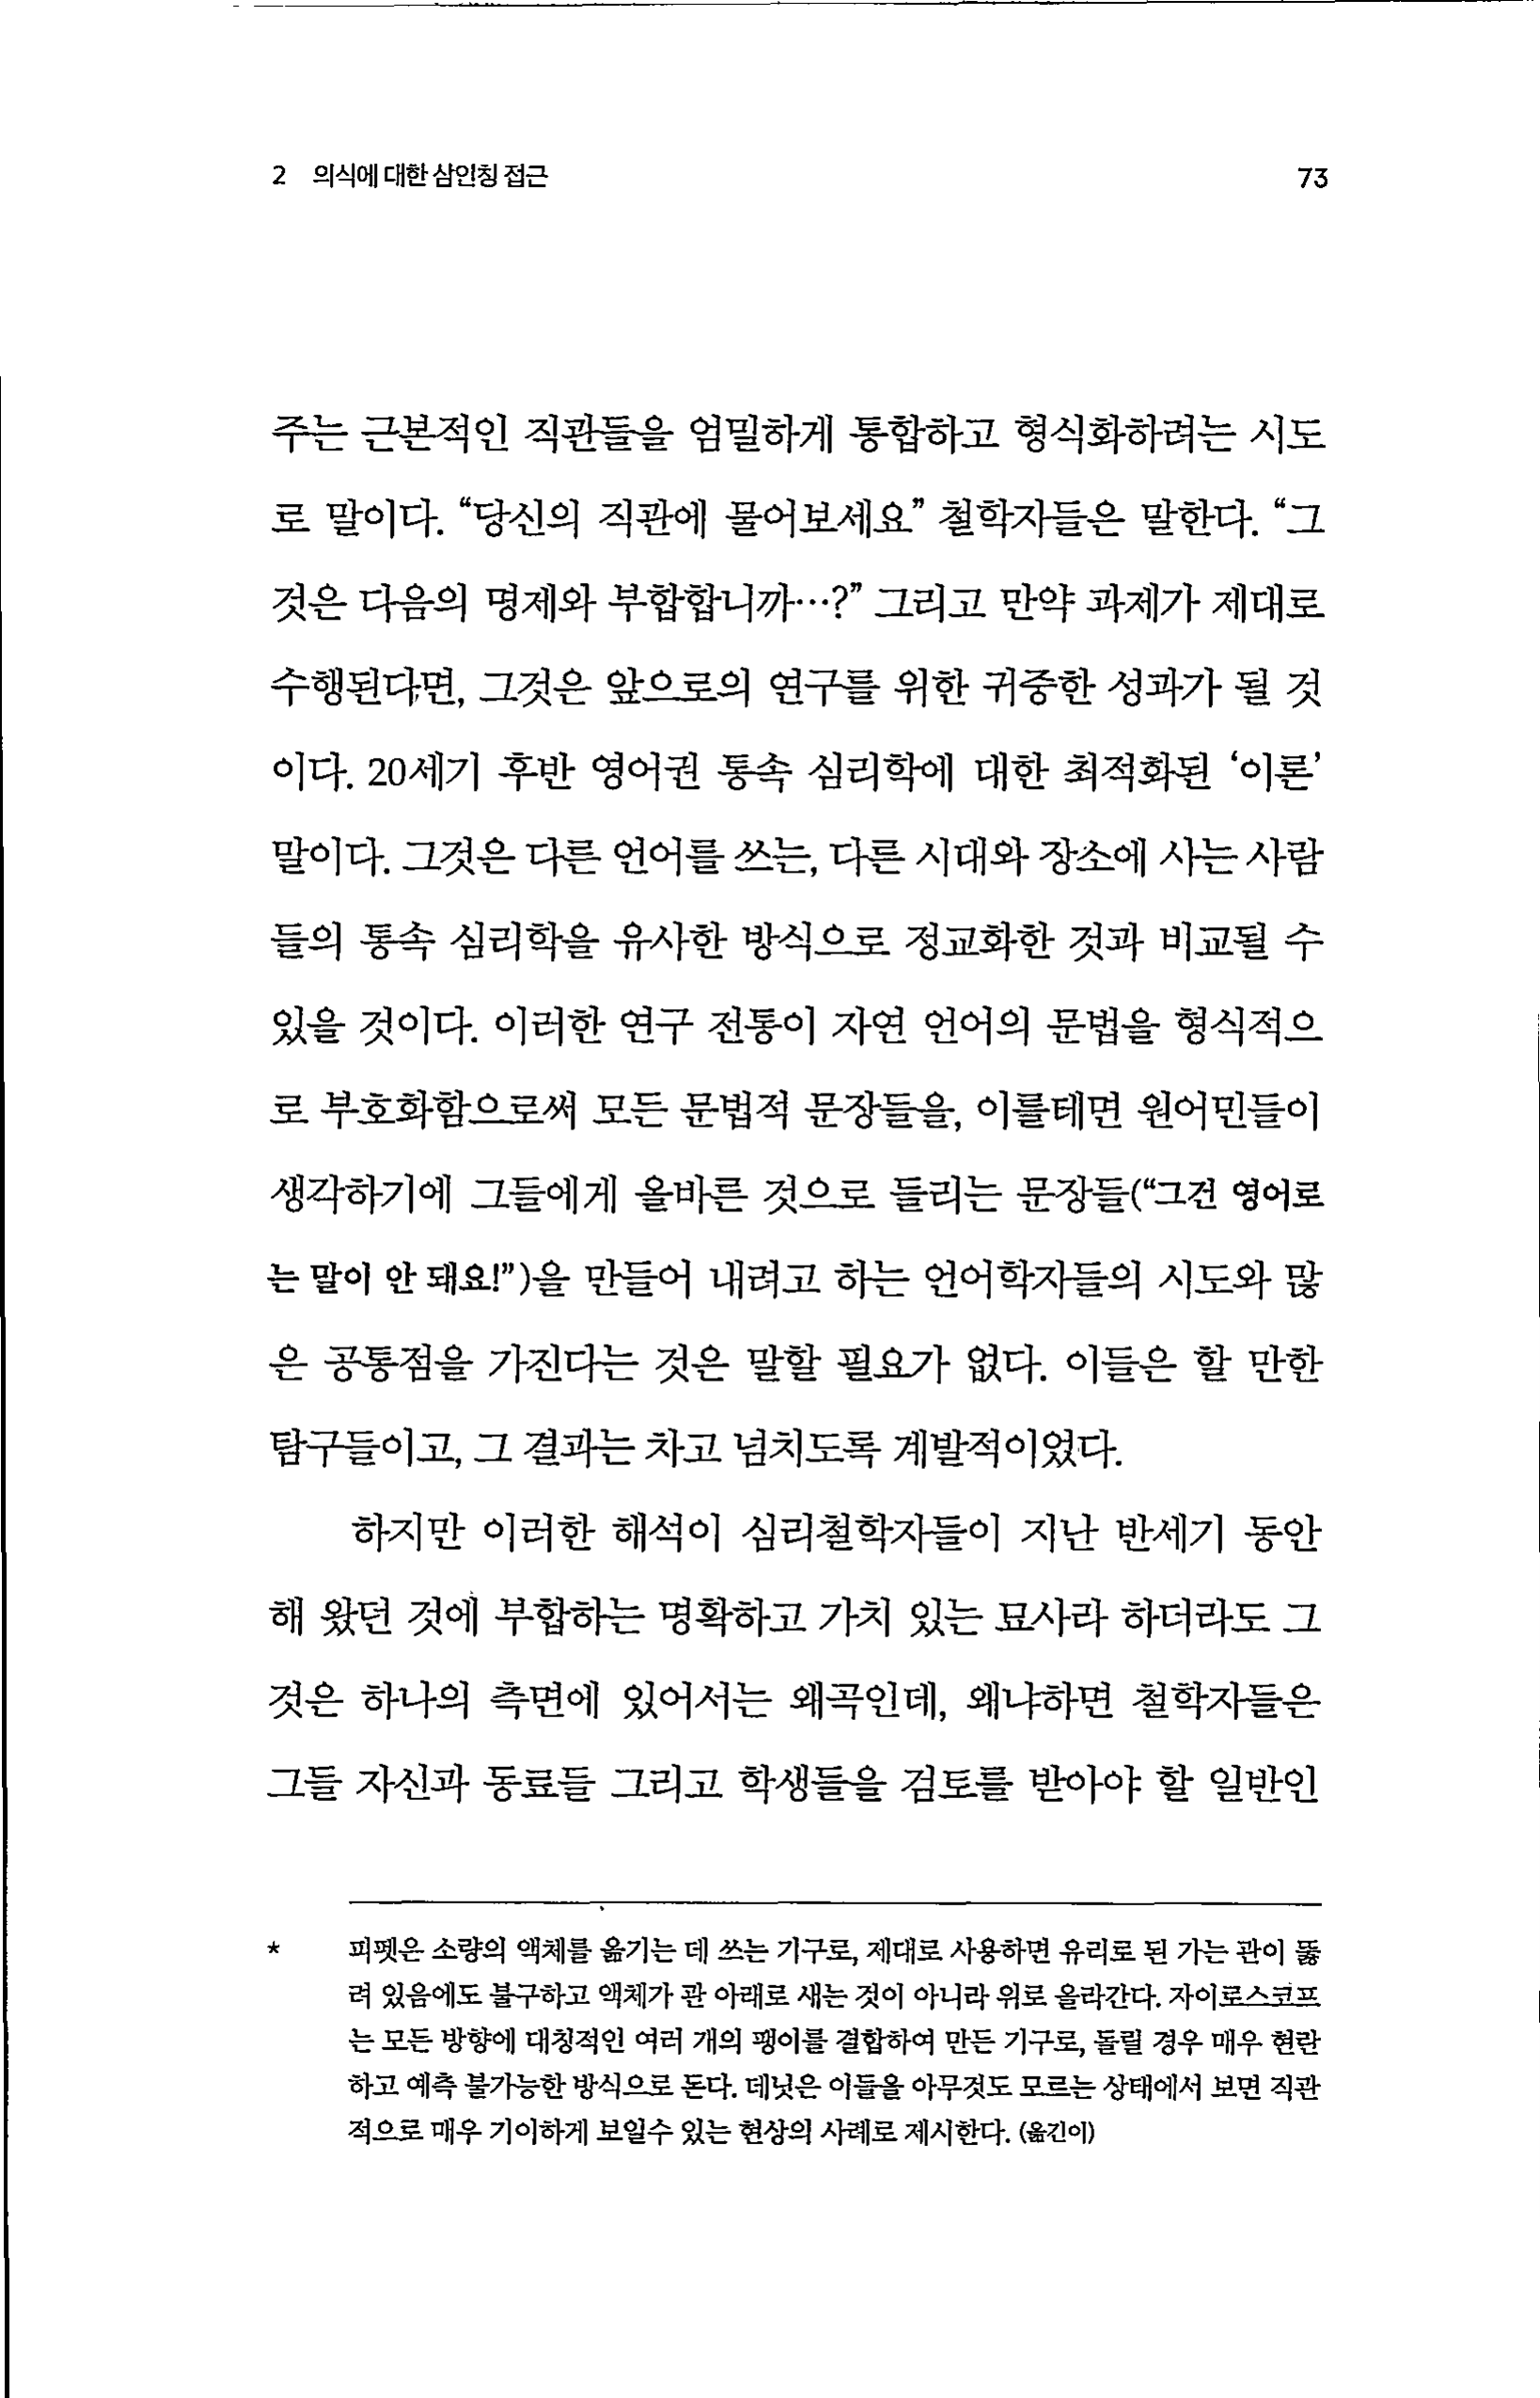 2 의식에 대한 삼인칭 접근 73
주는 근본적인 직관들을 엄밀하게 통합하고 형식화하려는 시도
로 말이다. “당신의 직관에 물어보세요” 철학자들은 말한다. “그
것은 다음의 명제와 부합합니까…?” 그리고 만약 과제가 제대로
수행된다면, 그것은 앞으로의 연구를 위한 귀중한 성과가 될 것
이다. 20세기 후반 영어권 통속 심리학에 대한 최적화된 ‘이론’
말이다. 그것은 다른 언어를 쓰는, 다른 시대와 장소에 사는 사람
들의 통속 심리학을 유사한 방식으로 정교화한 것과 비교될 수
있을 것이다. 이러한 연구 전통이 자연 언어의 문법을 형식적으
로 부호화함으로써 모든 문법적 문장들을, 이를테면 원어민들이
생각하기에 그들에게 올바른 것으로 들리는 문장들(“그건 영어로
는 말이 안 돼요!”)을 만들어 내려고 하는 언어학자들의 시도와 많
은 공통점을 가진다는 것은 말할 필요가 없다. 이들은 할 만한
탐구들이고, 그 결과는 차고 넘치도록 계발적이었다.
하지만 이러한 해석이 심리철학자들이 지난 반세기 동안
해 왔던 것에 부합하는 명확하고 가치 있는 묘사라 하더라도 그
것은 하나의 측면에 있어서는 왜곡인데, 왜냐하면 철학자들은
그들 자신과 동료들 그리고 학생들을 검토를 받아야 할 일반인
* 피펫은 소량의 액체를 옮기는 데 쓰는 기구로, 제대로 사용하면 유리로 된 가는 관이 뚫
려 있음에도 불구하고 액체가 관 아래로 새는 것이 아니라 위로 올라간다. 자이로스코프
는 모든 방향에 대칭적인 여러 개의 팽이를 결합하여 만든 기구로, 돌릴 경우 매우 현란
하고 예측 불가능한 방식으로 돈다. 데닛은 이들을 아무것도 모르는 상태에서 보면 직관
적으로 매우 기이하게 보일수 있는 현상의 사례로 제시한다. (옮긴이)